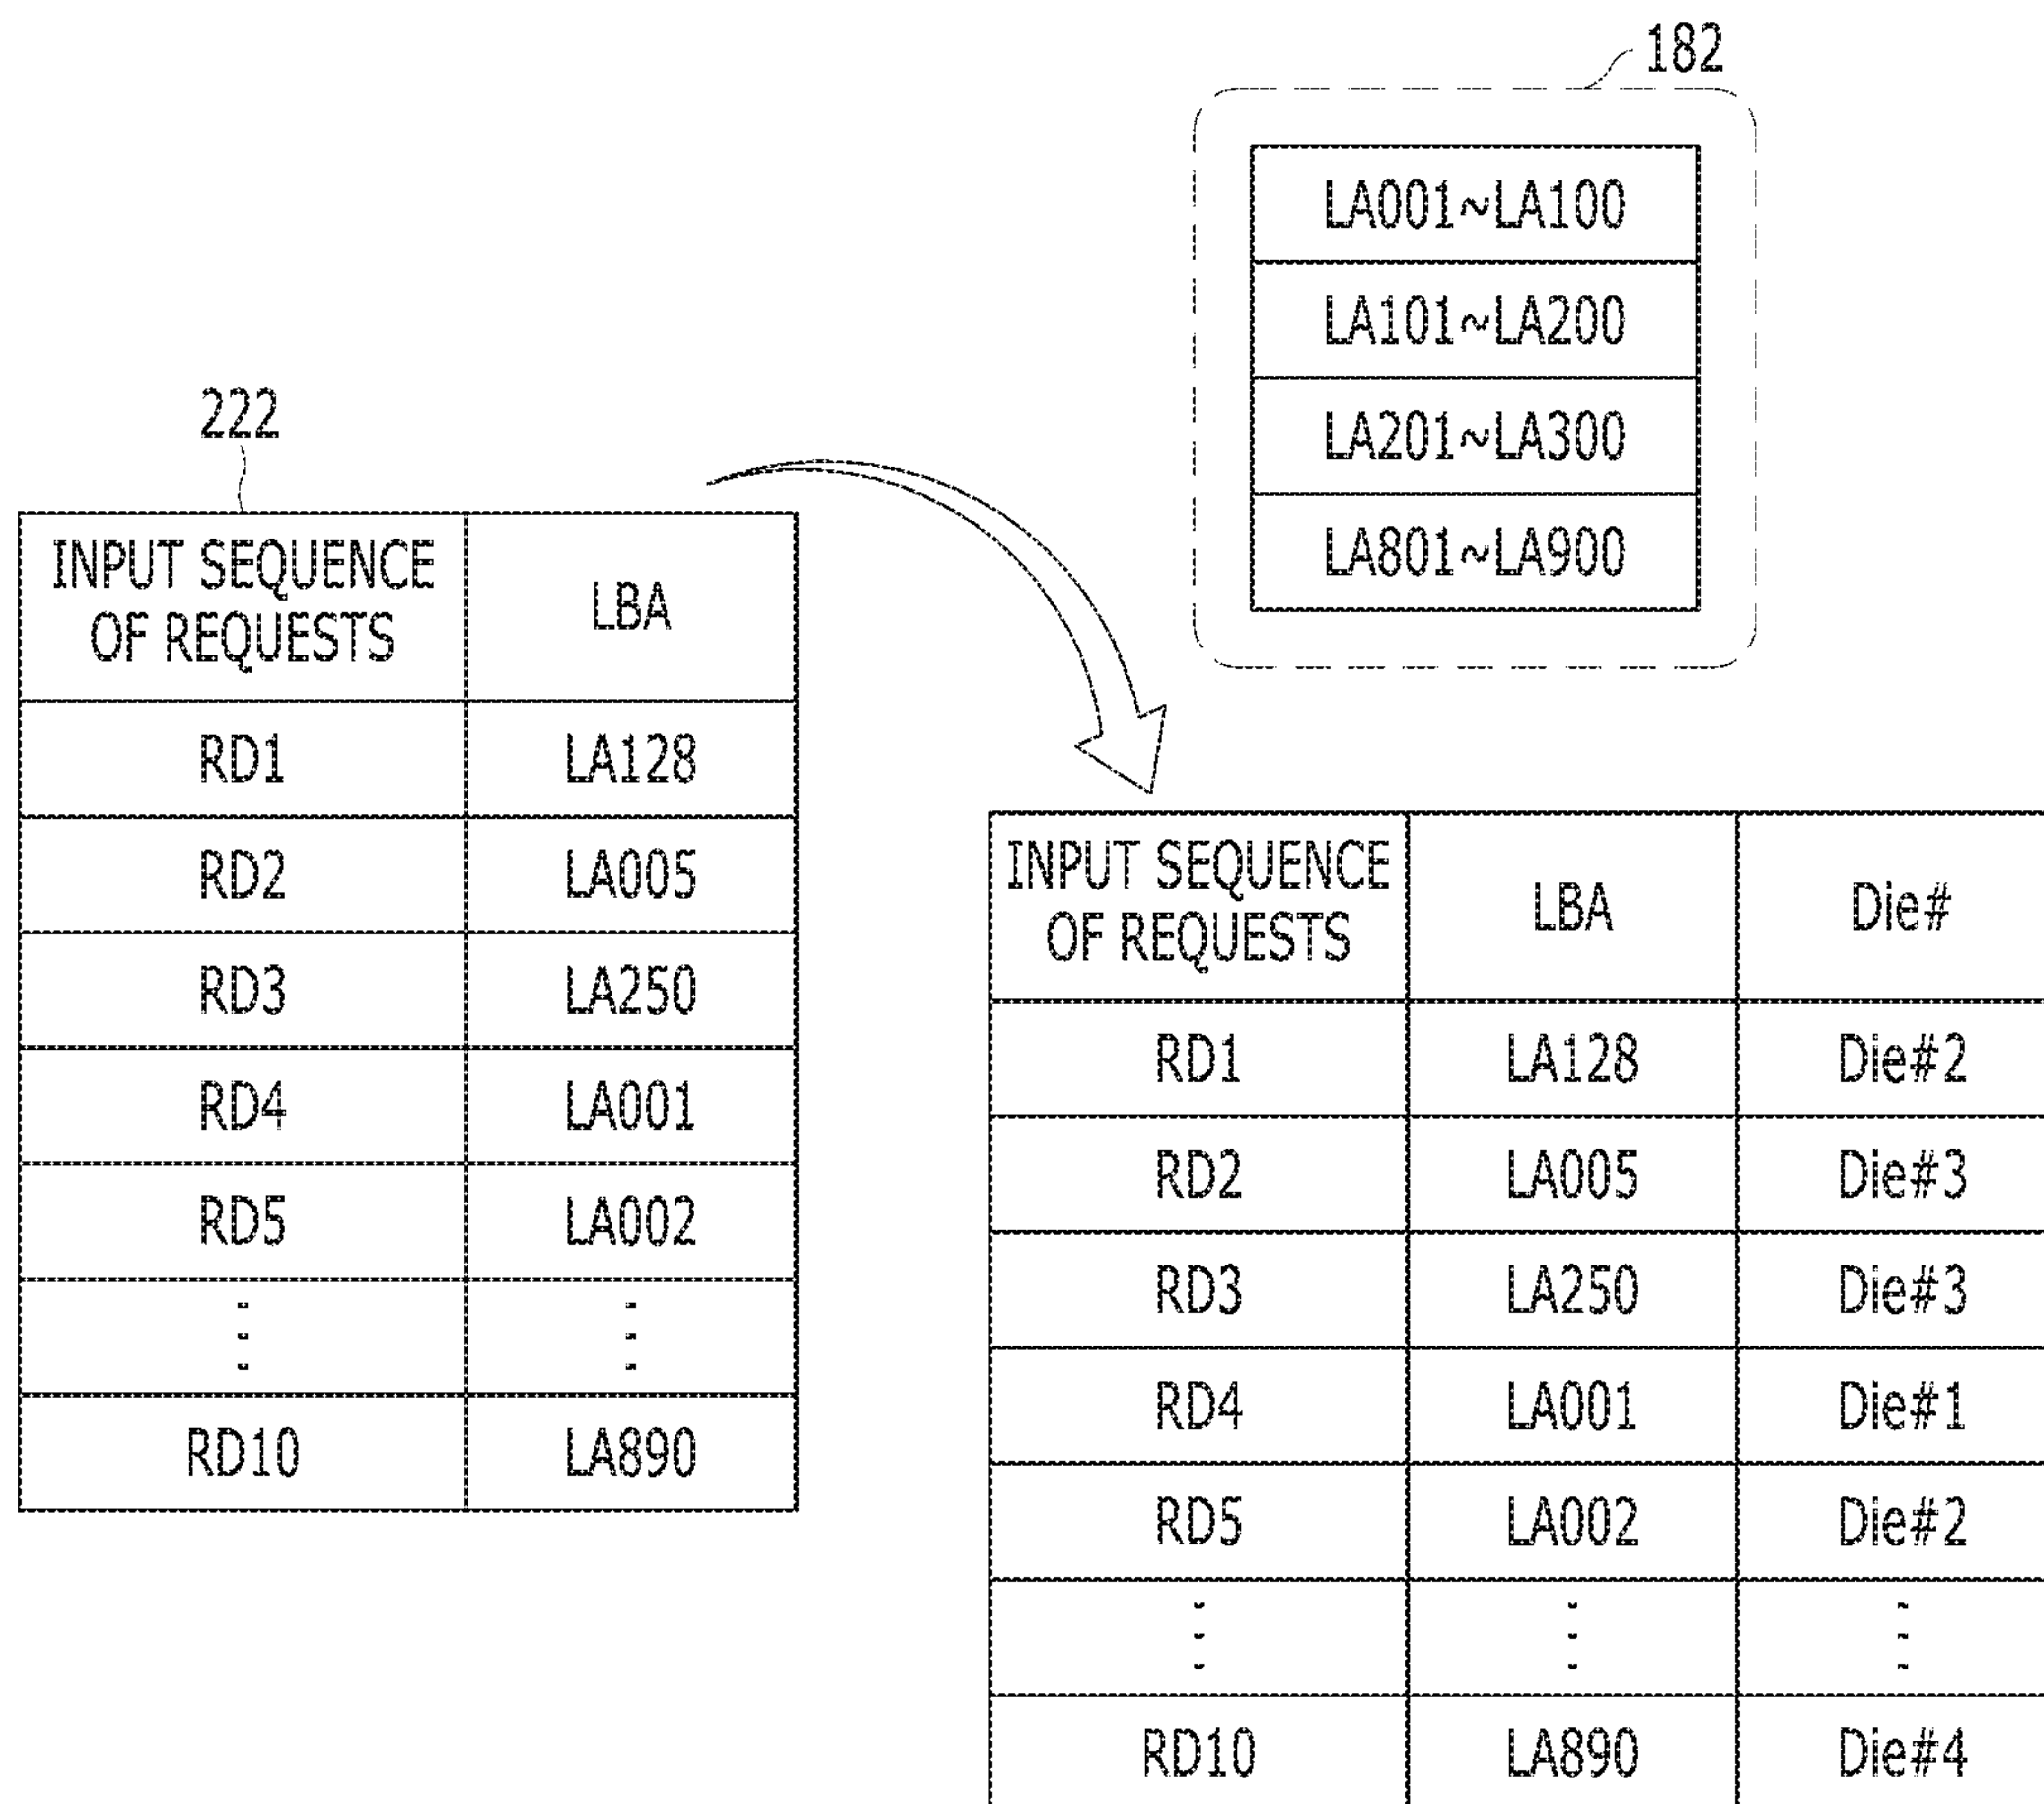 182
LA001~LA100
LA101~LA200
LA201~LA300
LA801~LA900
222
INPUT SEQUENCE
OF REQUESTS
LBA
RD1 LA128
RD2 LA005
RD3 LA250
RD4 LA001
RD5 LA002
RD10 LA890
INPUT SEQUENCE
OF REQUESTS
LBA
Die#
RD1 LA128 Die#2
RD2 LA005 Die#3
RD3 LA250 Die#3
RD4 LA001 Die#1
RD5 LA002 Die#2
RD10 LA890 Die#4